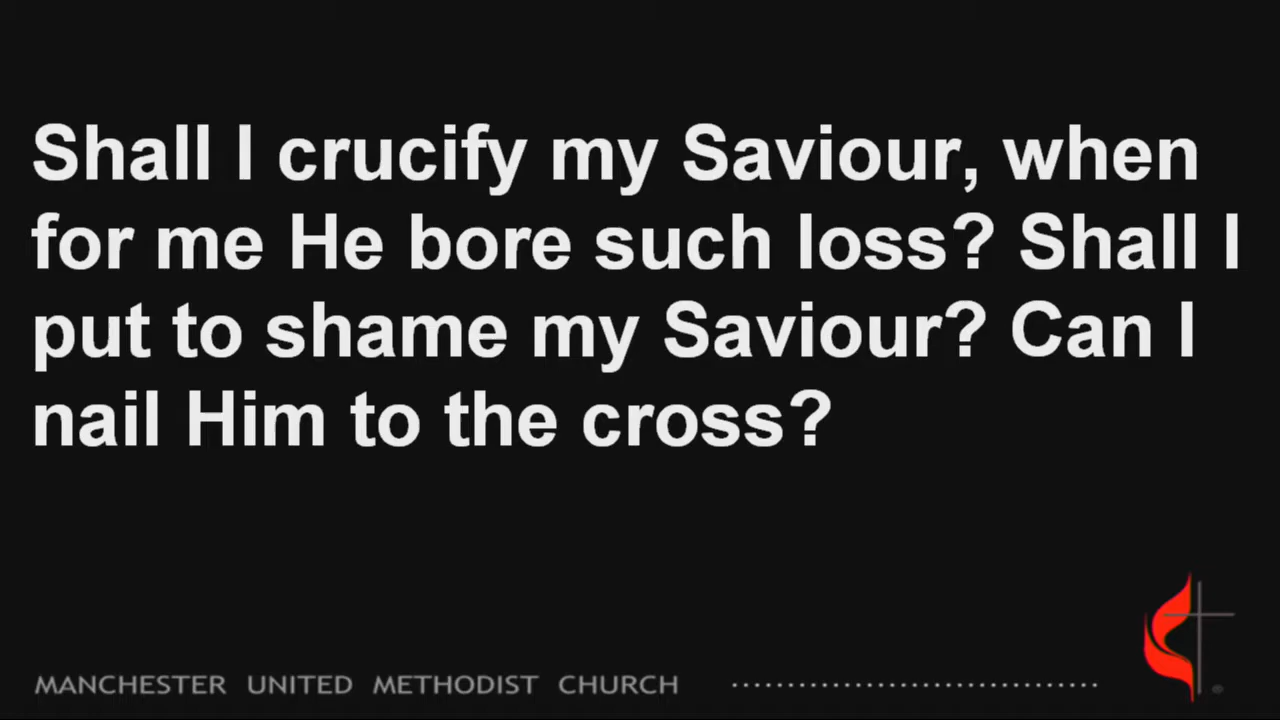 Shall I crucify my Saviour, when
for me He bore such loss? Shall I
put to shame my Saviour? Can I
nail Him to the cross?
MANCHESTER UNITED METHODIST CHURCH